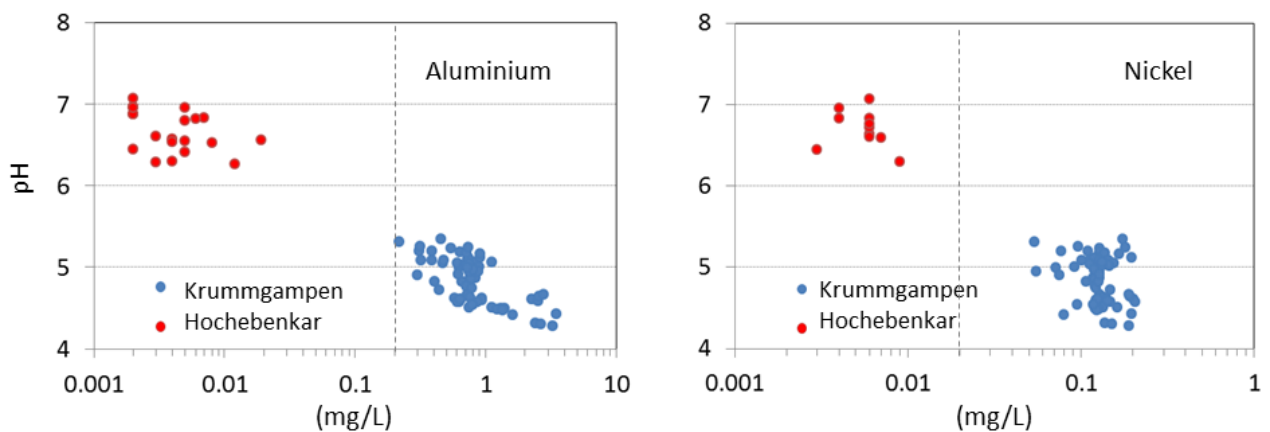 8
Aluminium
7
pH
6
5
Krummgampen
Hochebenkar
4
0.001
0.01
0.1
1
10
(mg/L)
8
Nickel
7
6
5
Krummgampen
Hochebenkar
4
0.001
0.01
0.1
1
(mg/L)